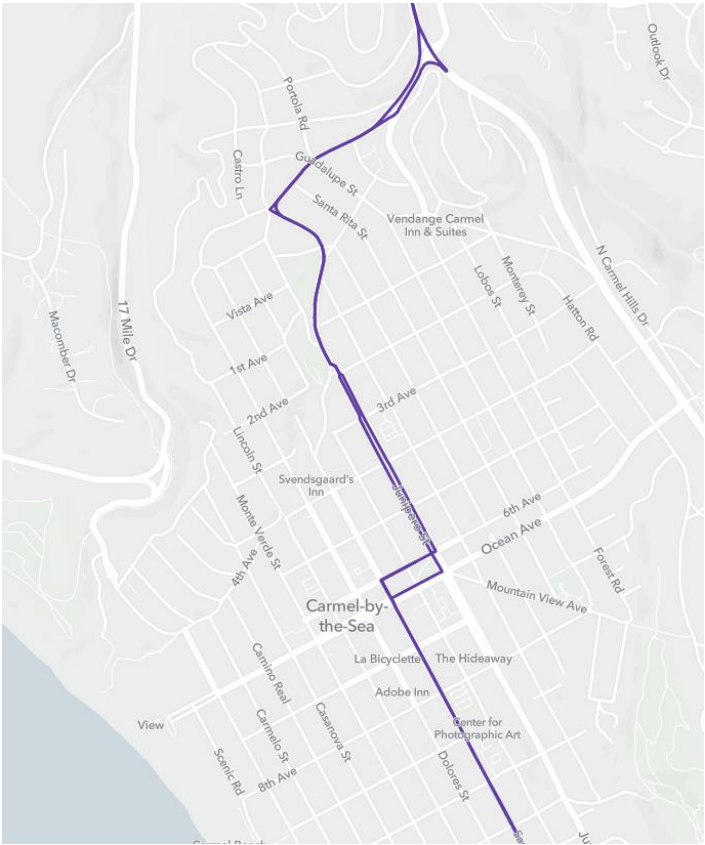 Outlook Dr
Portola Rd
Guadalupe St
Castro Ln
Santa Rita St
Vendange Carmel
Inn & Suites
N Carmel Hills Dr
Monterey St
Lobos St
Hatton Rd
Vista Ave
17 Mile Dr
Macomber Dr
1st Ave
3rd Ave
2nd Ave
Lincoln St
Svendsgaard's
Inn
Junipero St
6th Ave
Monte Verde St
Ocean Ave
4th Ave
Forest Rd
Mountain View Ave
Carmel-by-
the-Sea
La Bicyclette
The Hideaway
Camino Real
Adobe Inn
View
Carmelo St
Casanova St
Center for
Photographic Art
Scenic Rd
8th Ave
Dolores St